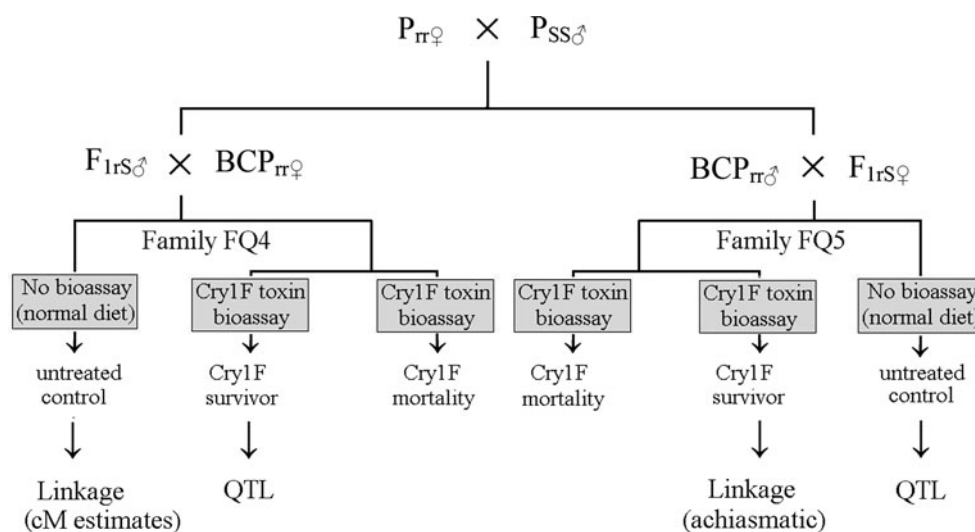 Prr♀ × PSS♂
F1rS♂ × BCPrr♀
BCPrr♂ × F1rS♀
Family FQ4
Family FQ5
No bioassay
(normal diet)
Cry1F toxin
bioassay
Cry1F toxin
bioassay
Cry1F toxin
bioassay
Cry1F toxin
bioassay
No bioassay
(normal diet)
untreated
control
Cry1F
survivor
Cry1F
mortality
Cry1F
mortality
Cry1F
survivor
untreated
control
Linkage
(cM estimates)
QTL
Linkage
(achiasmatic)
QTL